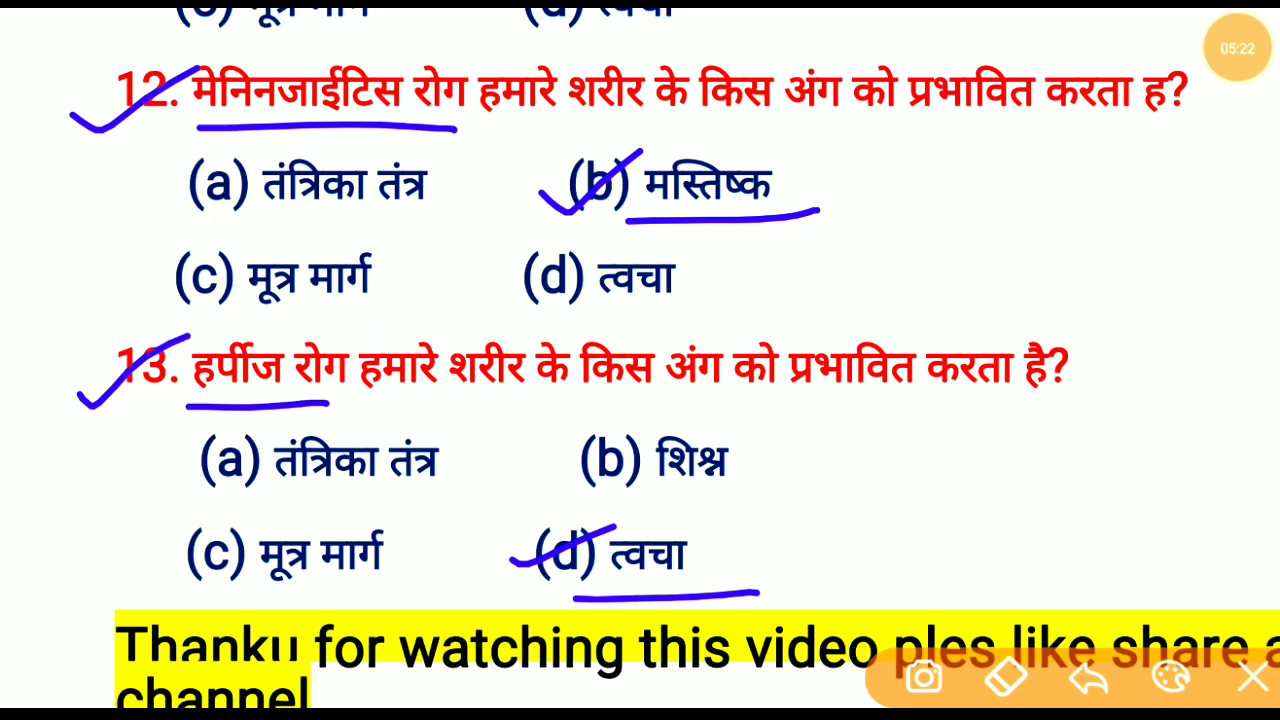 (c) मूत्र मार्ग (d) त्वचा
05:22
12. मेनिनजाईटिस रोग हमारे शरीर के किस अंग को प्रभावित करता ह?
(a) तंत्रिका तंत्र (b) मस्तिष्क
(c) मूत्र मार्ग (d) त्वचा
13. हर्पीज रोग हमारे शरीर के किस अंग को प्रभावित करता है?
(a) तंत्रिका तंत्र (b) शिश्न
(c) मूत्र मार्ग (d) त्वचा
Thanku for watching this video ples like share a
channel